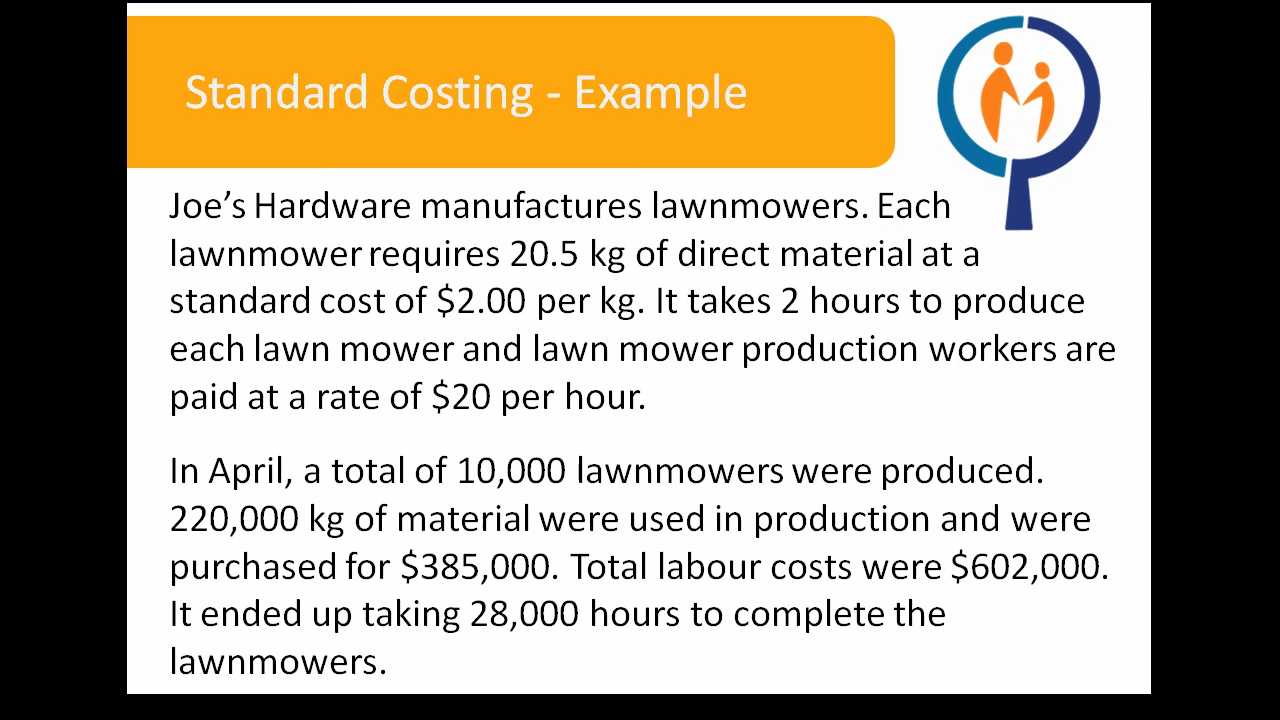 Standard Costing - Example
Joe's Hardware manufactures lawnmowers. Each
lawnmower requires 20.5 kg of direct material at a
standard cost of $2.00 per kg. It takes 2 hours to produce
each lawn mower and lawn mower production workers are
paid at a rate of $20 per hour.
In April, a total of 10,000 lawnmowers were produced.
220,000 kg of material were used in production and were
purchased for $385,000. Total labour costs were $602,000.
It ended up taking 28,000 hours to complete the
lawnmowers.